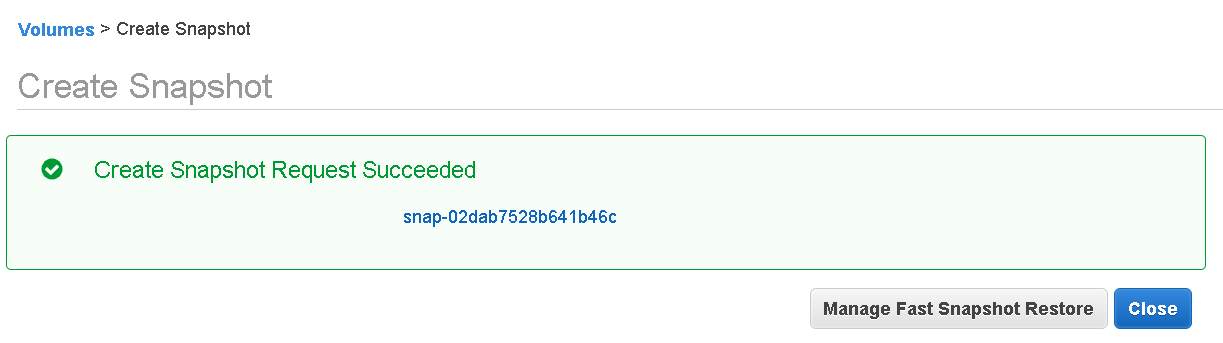 Volumes > Create Snapshot
Create Snapshot
Create Snapshot Request Succeeded
snap-02dab7528b641b46c
Manage Fast Snapshot Restore Close